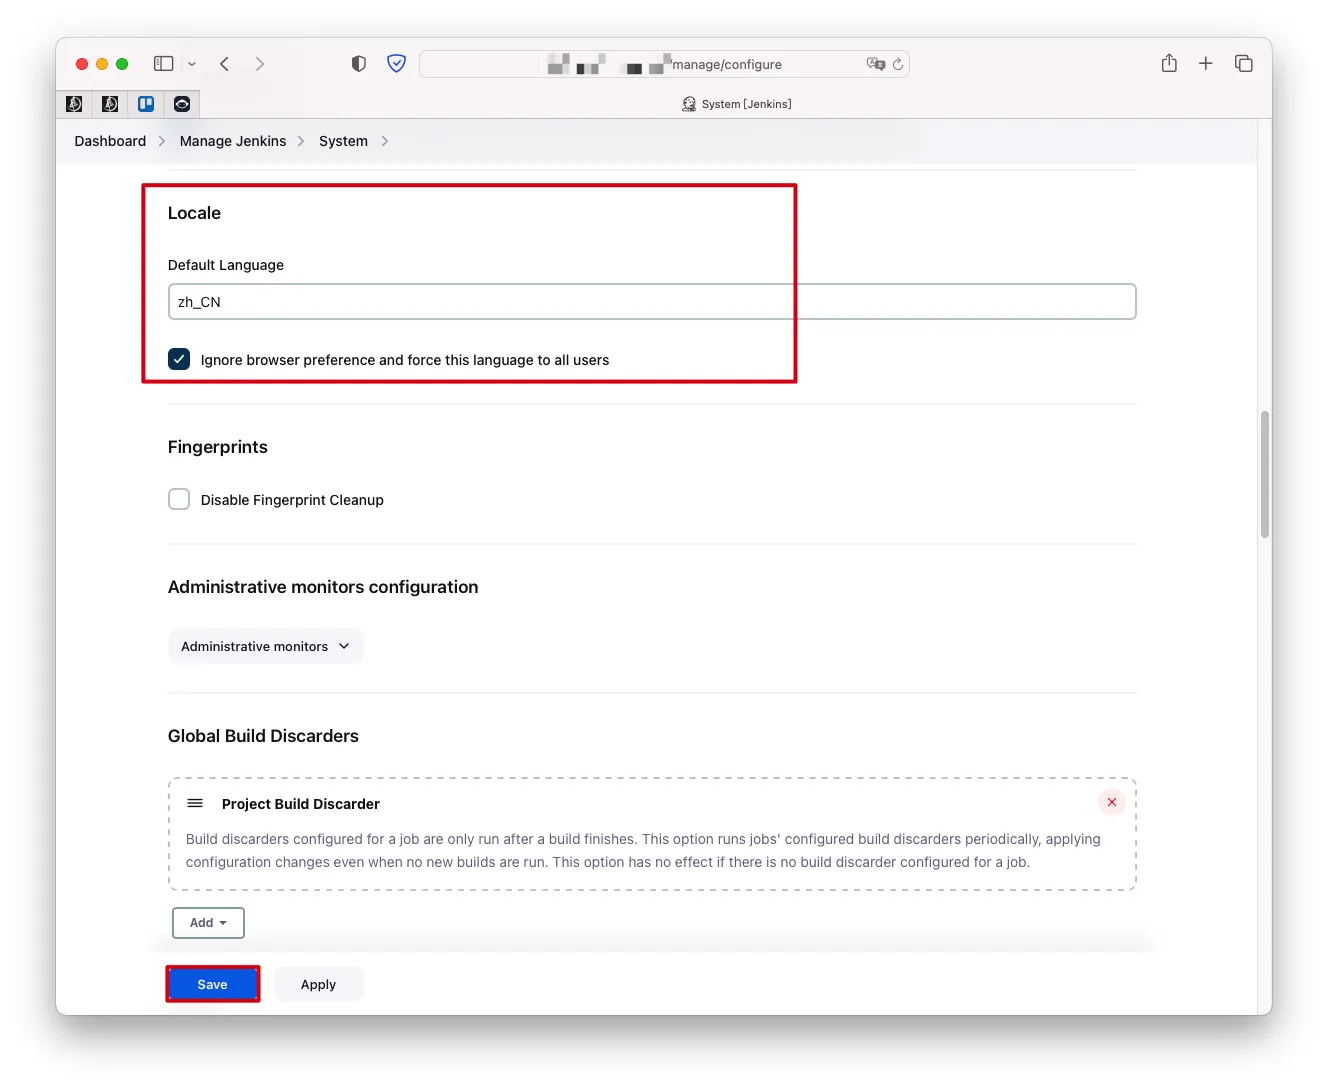 manage/configure
System [Jenkins]
Dashboard
Manage Jenkins
System
Locale
Default Language
zh_CN
Ignore browser preference and force this language to all users
Fingerprints
Disable Fingerprint Cleanup
Administrative monitors configuration
Administrative monitors
Global Build Discarders
Project Build Discarder
Build discarders configured for a job are only run after a build finishes. This option runs jobs' configured build discarders periodically, applying
configuration changes even when no new builds are run. This option has no effect if there is no build discarder configured for a job.
Add
Save
Apply